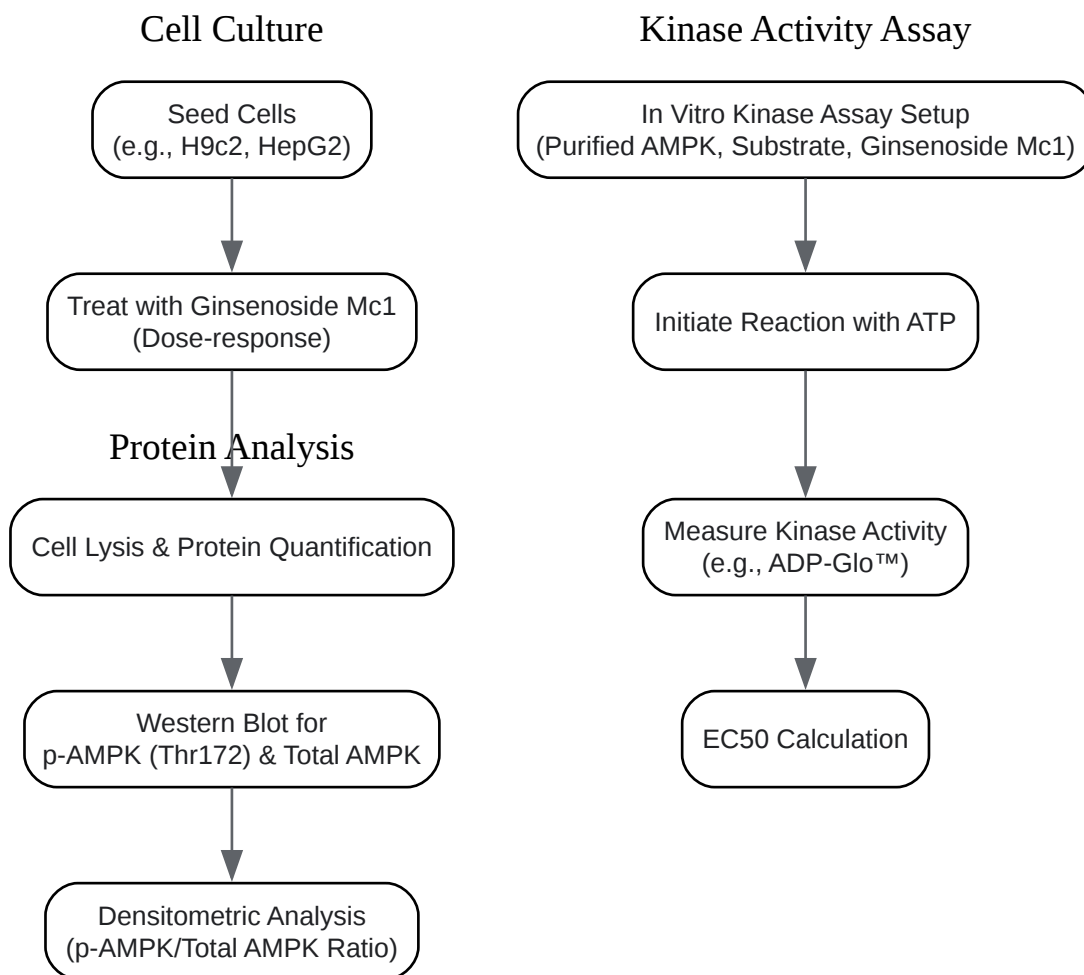 Cell Culture
Seed Cells
(e.g., H9c2, HepG2)
Treat with Ginsenoside Mc1
(Dose-response)
Protein Analysis
Cell Lysis & Protein Quantification
Western Blot for
p-AMPK (Thr172) & Total AMPK
Densitometric Analysis
(p-AMPK/Total AMPK Ratio)
Kinase Activity Assay
In Vitro Kinase Assay Setup
(Purified AMPK, Substrate, Ginsenoside Mc1)
Initiate Reaction with ATP
Measure Kinase Activity
(e.g., ADP-Glo™)
EC50 Calculation